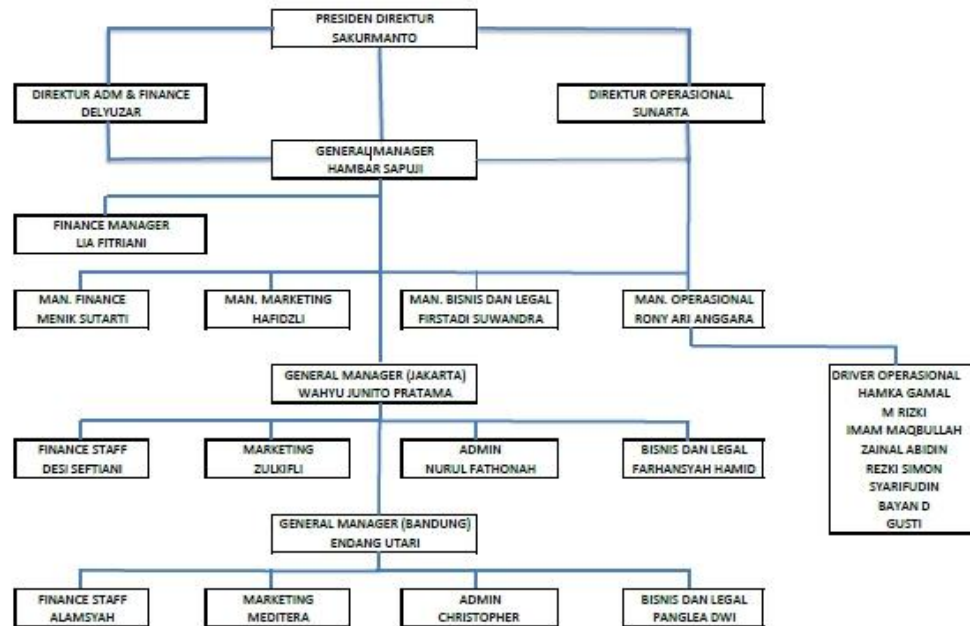 PRESIDEN DIREKTUR
SAKURMANTO
DIREKTUR ADM & FINANCE
DELYUZAR
DIREKTUR OPERASIONAL
SUNARTA
GENERAL MANAGER
HAMBAR SAPUJI
FINANCE MANAGER
LIA FITRIANI
MAN. FINANCE
MENIK SUTARTI
MAN. MARKETING
HAFIDZLI
MAN. BISNIS DAN LEGAL
FIRSTADI SUWANDRA
MAN. OPERASIONAL
RONY ARI ANGGARA
GENERAL MANAGER (JAKARTA)
WAHYU JUNITO PRATAMA
DRIVER OPERASIONAL
HAMKA GAMAL
M RIZKI
IMAM MAQBULLAH
ZAINAL ABIDIN
REZKI SIMON
SYARIFUDIN
BAYAN D
GUSTI
FINANCE STAFF
DESI SEFTIANI
MARKETING
ZULKIFLI
ADMIN
NURUL FATHONAH
BISNIS DAN LEGAL
FARHANSYAH HAMID
GENERAL MANAGER (BANDUNG)
ENDANG UTARI
FINANCE STAFF
ALAMSYAH
MARKETING
MEDITERA
ADMIN
CHRISTOPHER
BISNIS DAN LEGAL
PANGLEA DWI